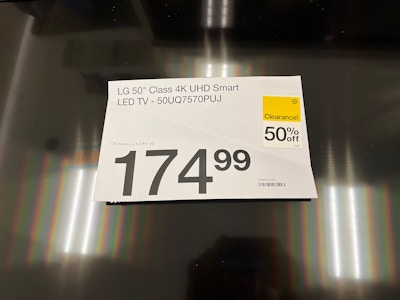 LG 50" Class 4K UHD Smart
LED TV - 50UQ7570PUJ
Clearance!
50% off
174.99